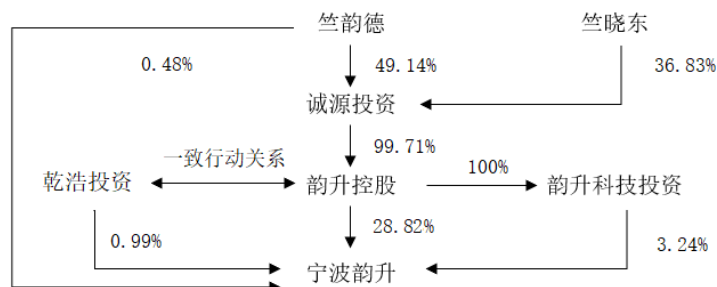 竺韵德
竺晓东
0.48%
49.14%
36.83%
诚源投资
99.71%
一致行动关系
乾浩投资
韵升控股
100%
韵升科技投资
28.82%
0.99%
3.24%
宁波韵升